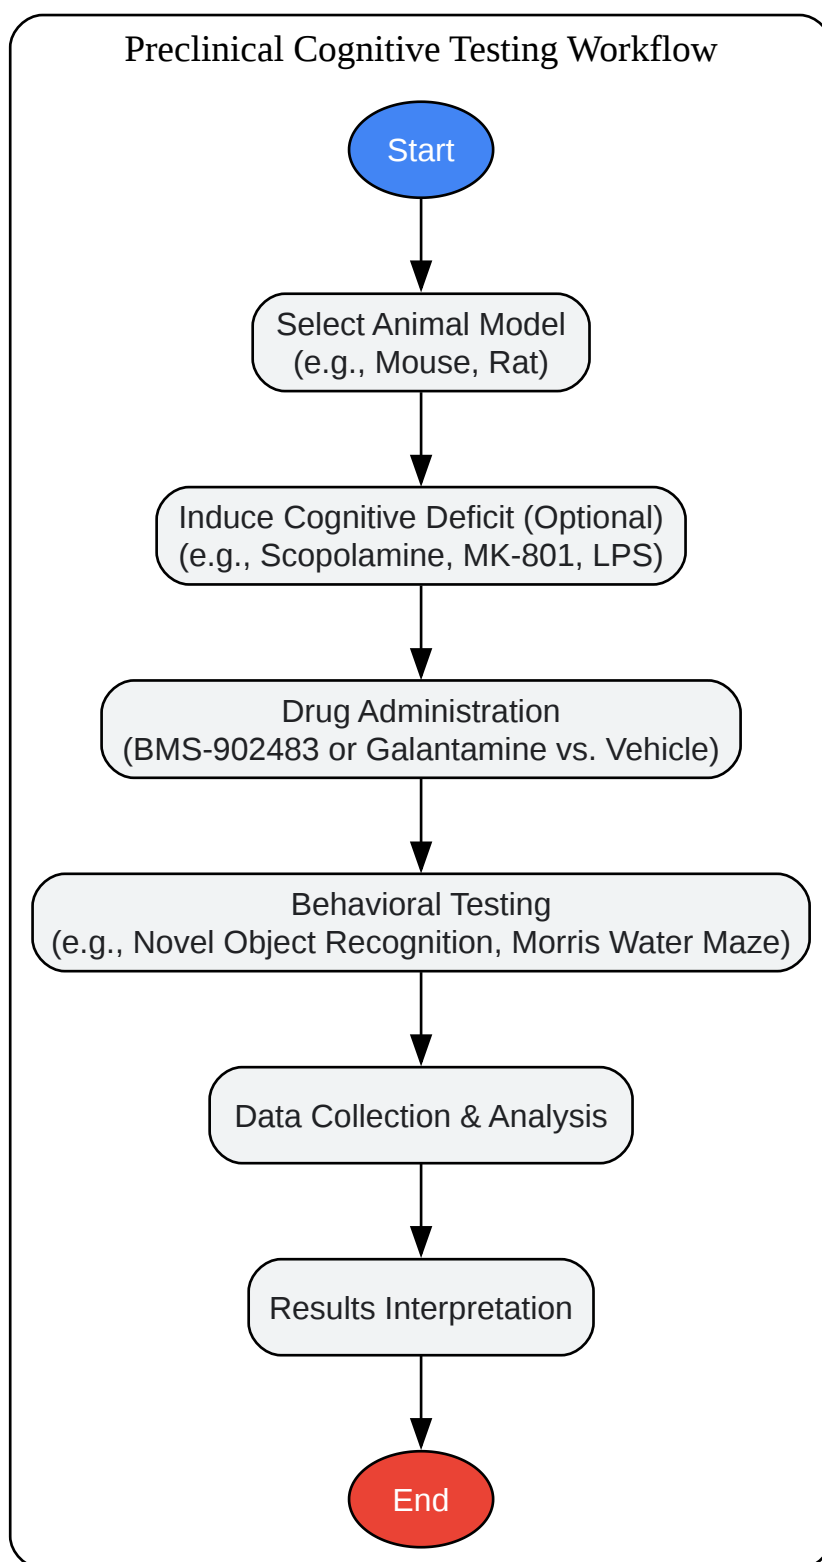 Preclinical Cognitive Testing Workflow
Start
Select Animal Model
(e.g., Mouse, Rat)
Induce Cognitive Deficit (Optional)
(e.g., Scopolamine, MK-801, LPS)
Drug Administration
(BMS-902483 or Galantamine vs. Vehicle)
Behavioral Testing
(e.g., Novel Object Recognition, Morris Water Maze)
Data Collection & Analysis
Results Interpretation
End